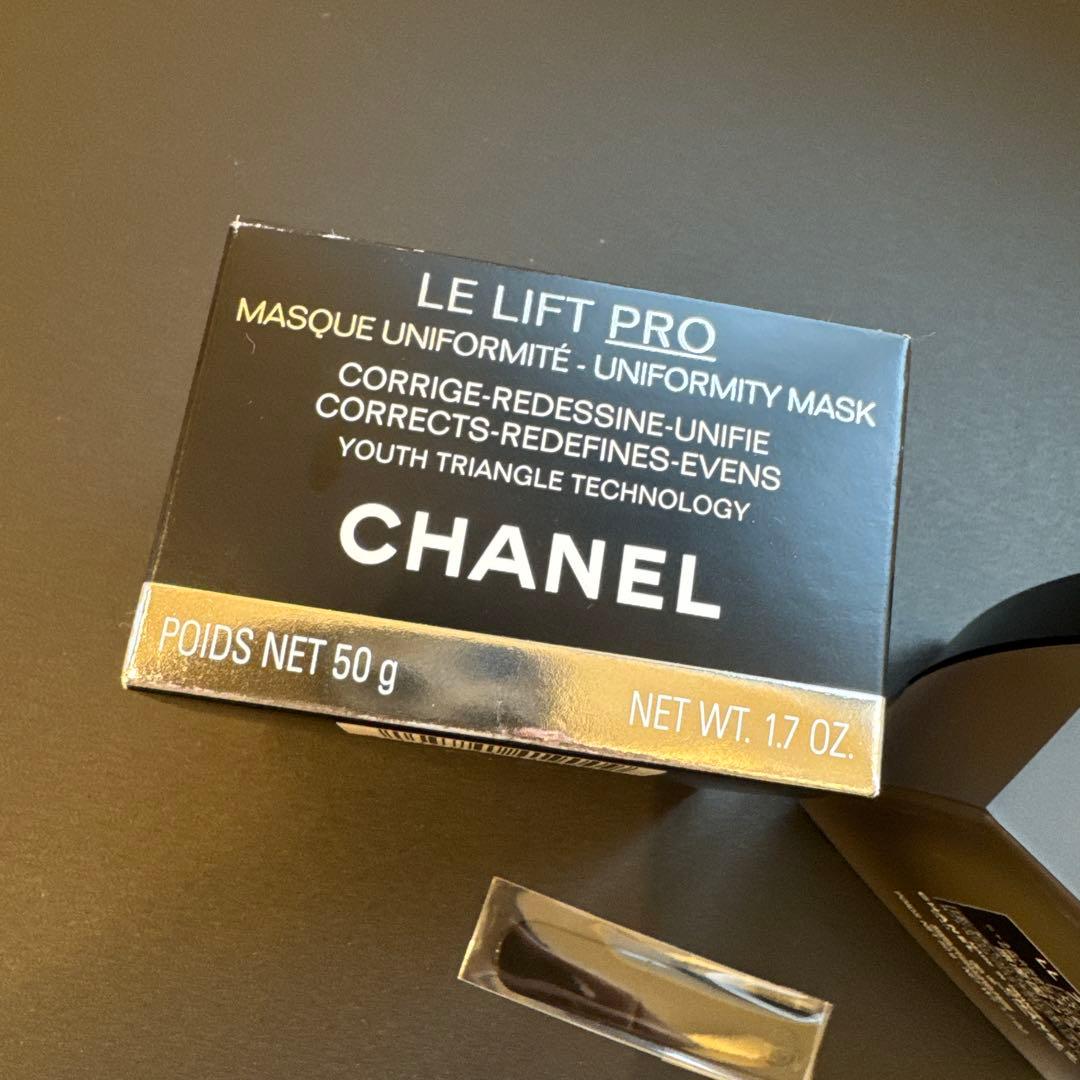 LE LIFT PRO
MASQUE UNIFORMITÉ - UNIFORMITY MASK
CORRIGE-REDESSINE-UNIFIE
CORRECTS-REDEFINES-EVENS
YOUTH TRIANGLE TECHNOLOGY
CHANEL
POIDS NET 50 g
NET WT. 1.7 OZ.